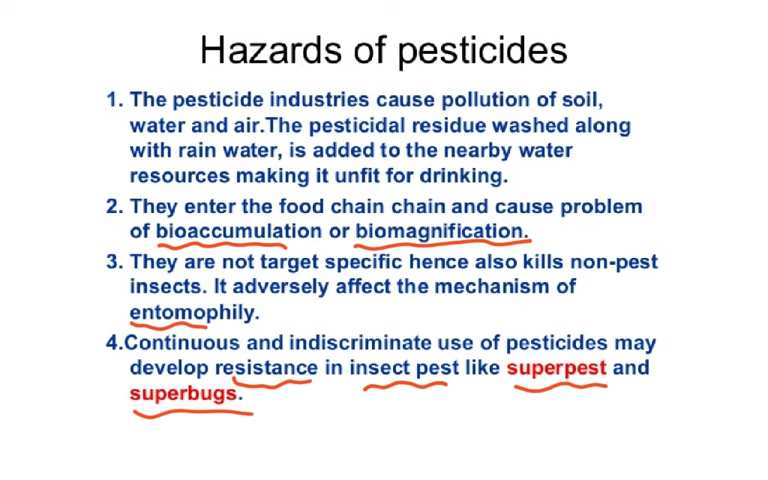 Hazards of pesticides
1. The pesticide industries cause pollution of soil,
water and air.The pesticidal residue washed along
with rain water, is added to the nearby water
resources making it unfit for drinking.
2. They enter the food chain chain and cause problem
of bioaccumulation or biomagnification.
3. They are not target specific hence also kills non-pest
insects. It adversely affect the mechanism of
entomophily.
4.Continuous and indiscriminate use of pesticides may
develop resistance in insect pest like superpest and
superbugs.